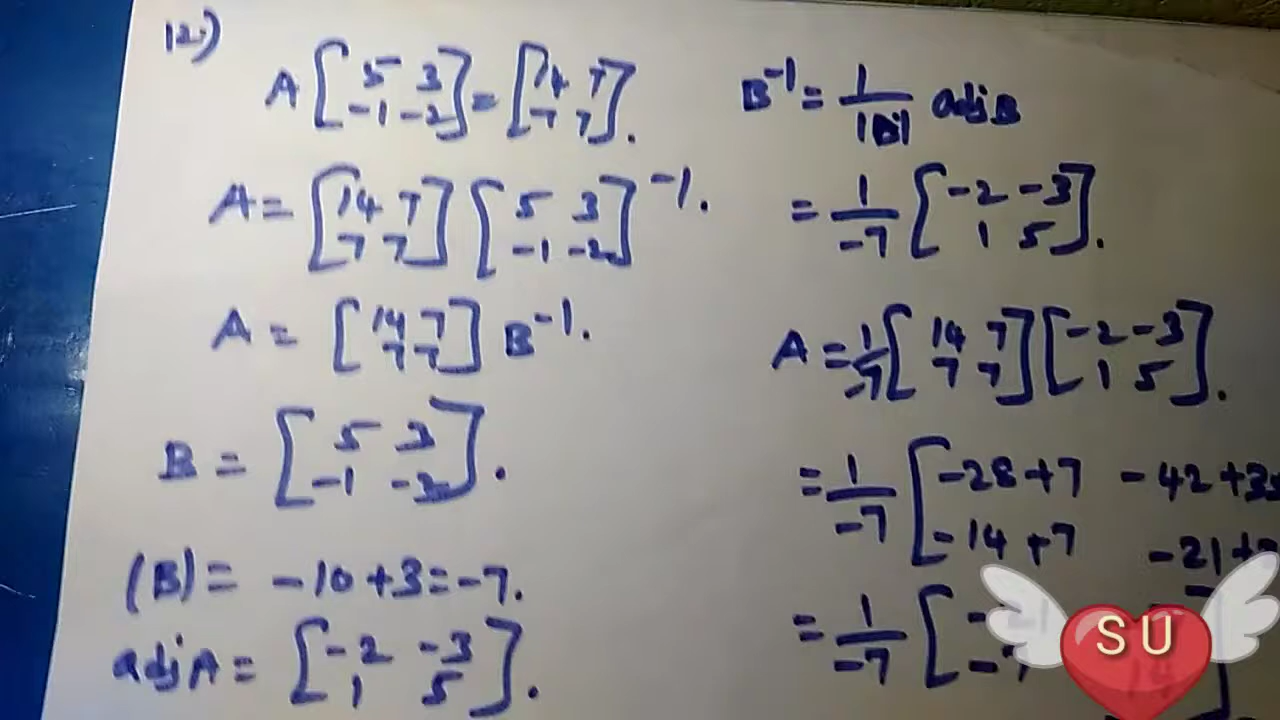 12.)
A [ 5 3
-1 -2 ] = [ 14 7
7 7 ].
A = [ 14 7
7 7 ] [ 5 3
-1 -2 ]⁻¹.
A = [ 14 7
7 7 ] B⁻¹.
B = [ 5 3
-1 -2 ].
(B) = -10+3=-7.
adj A = [ -2 -3
1 5 ].
B⁻¹ = 1/|B| adj B
= 1/-7 [ -2 -3
1 5 ].
A = 1/-7 [ 14 7
7 7 ] [ -2 -3
1 5 ].
= 1/-7 [ -28+7 -42+3
-14+7 -21+
= 1/-7 [
-7 14 ]
SU